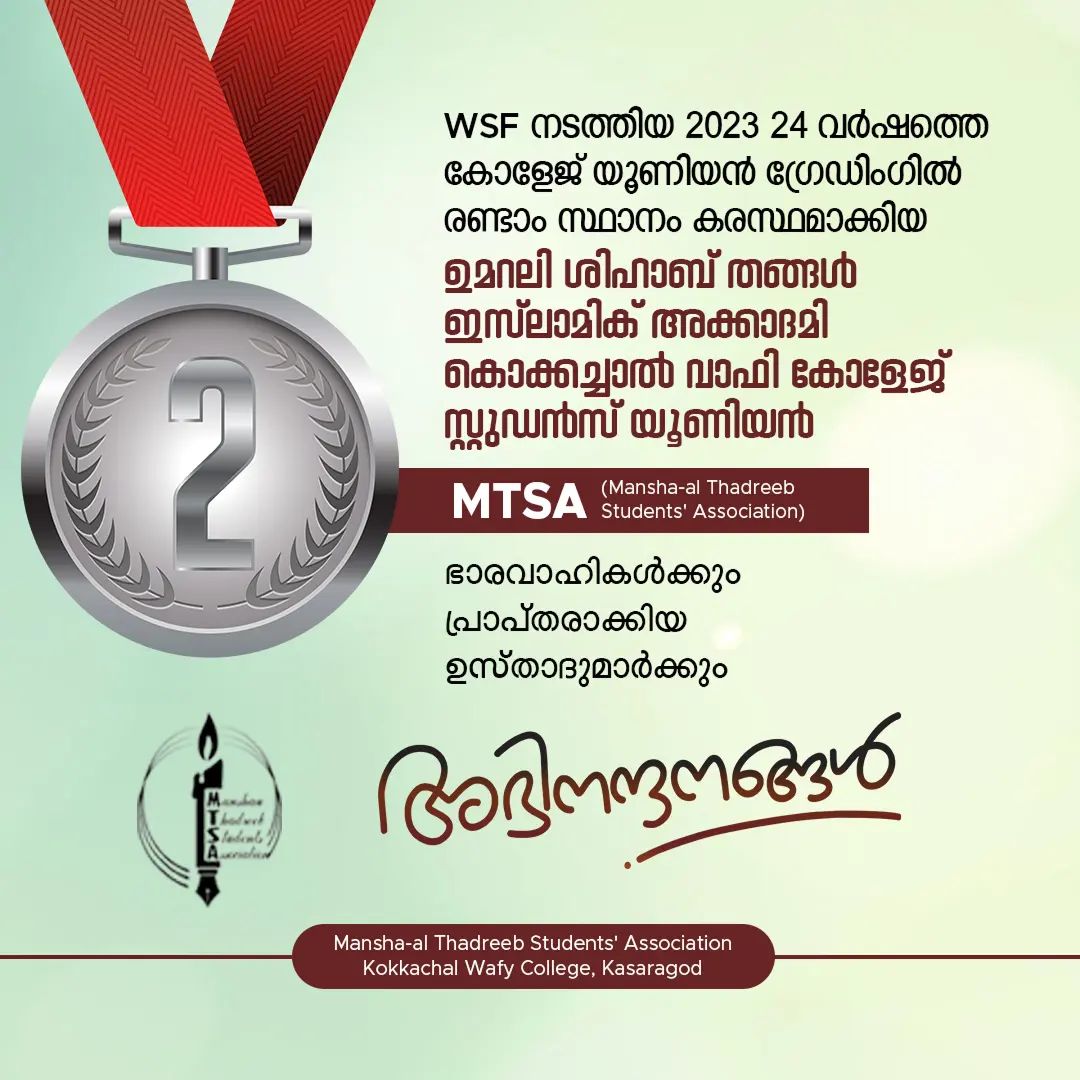 2
WSF നടത്തിയ 2023 24 വർഷത്തെ
കോളേജ് യൂണിയൻ ഗ്രേഡിംഗിൽ
രണ്ടാം സ്ഥാനം കരസ്ഥമാക്കിയ
ഉമറലി ശിഹാബ് തങ്ങൾ
ഇസ്‌ലാമിക് അക്കാദമി
കൊക്കച്ചാൽ വാഫി കോളേജ്
സ്റ്റുഡൻസ് യൂണിയൻ
MTSA (Mansha-al Thadreeb
Students' Association)
ഭാരവാഹികൾക്കും
പ്രാപ്തരാക്കിയ
ഉസ്താദുമാർക്കും
അഭിനന്ദനങ്ങൾ
Thadreeb
Students
Association
Mansha-al Thadreeb Students' Association
Kokkachal Wafy College, Kasaragod